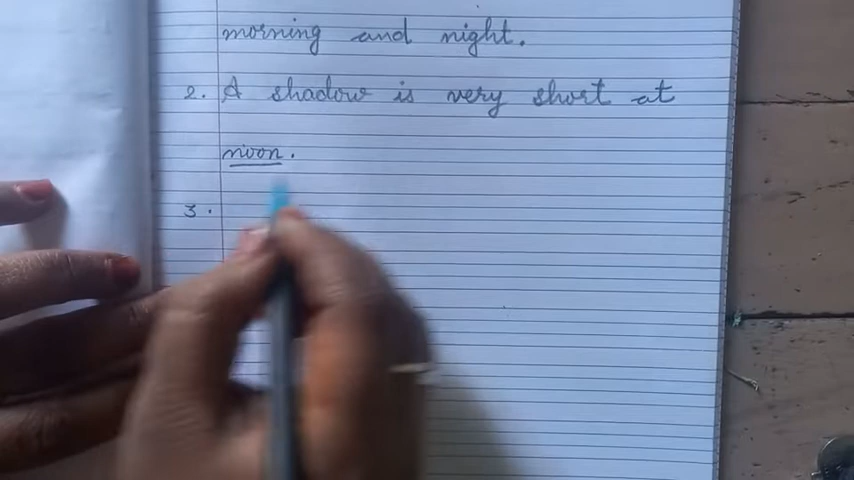 morning and night.
2. A shadow is very short at
noon.
3.